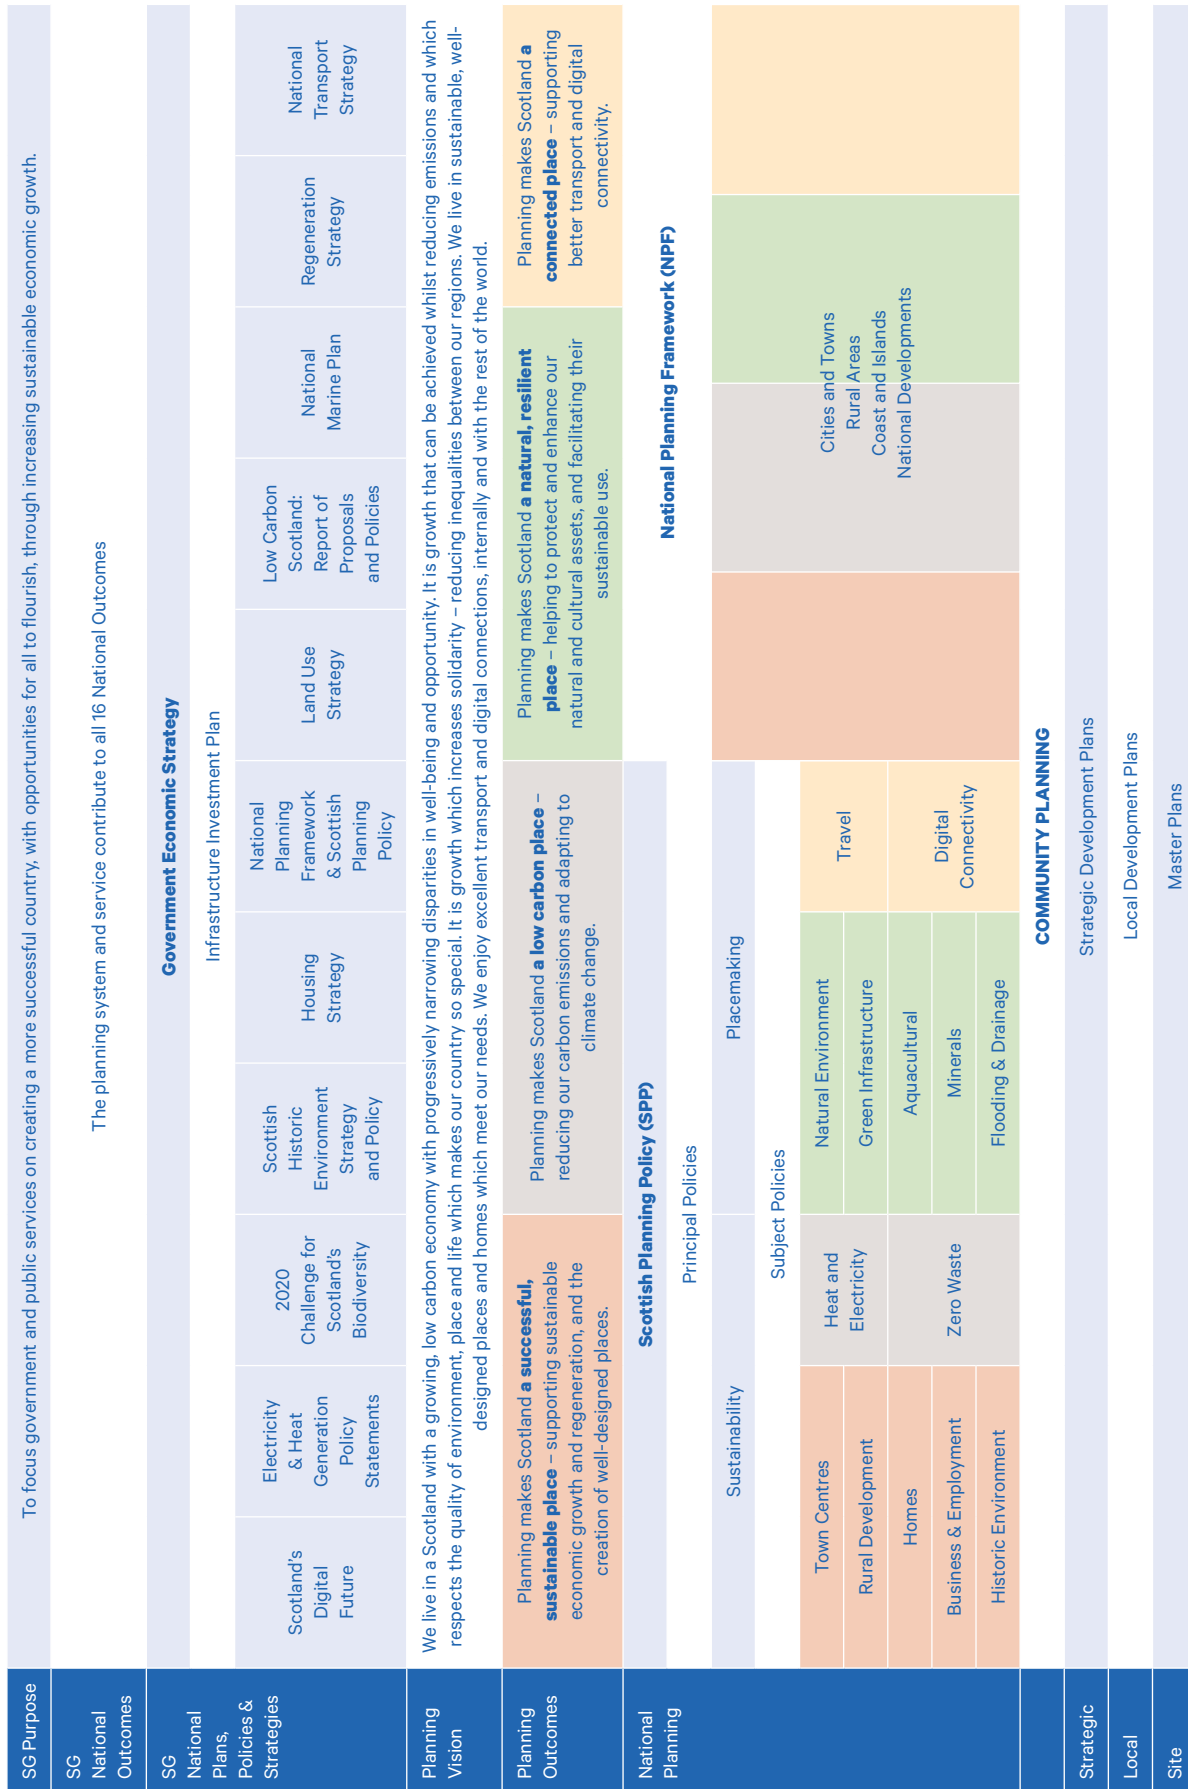 SG Purpose
To focus government and public services on creating a more successful country, with opportunities for all to flourish, through increasing sustainable economic growth.
SG
National
Outcomes
The planning system and service contribute to all 16 National Outcomes
SG
National
Plans,
Policies &
Strategies
Government Economic Strategy
Infrastructure Investment Plan
Scotland’s
Digital
Future
Electricity
& Heat
Generation
Policy
Statements
2020
Challenge for
Scotland’s
Biodiversity
Scottish
Historic
Environment
Strategy
and Policy
Housing
Strategy
National
Planning
Framework
& Scottish
Planning
Policy
Land Use
Strategy
Low Carbon
Scotland:
Report of
Proposals
and Policies
National
Marine Plan
Regeneration
Strategy
National
Transport
Strategy
Planning
Vision
We live in a Scotland with a growing, low carbon economy with progressively narrowing disparities in well-being and opportunity. It is growth that can be achieved whilst reducing emissions and which
respects the quality of environment, place and life which makes our country so special. It is growth which increases solidarity – reducing inequalities between our regions. We live in sustainable, well-
designed places and homes which meet our needs. We enjoy excellent transport and digital connections, internally and with the rest of the world.
Planning
Outcomes
Planning makes Scotland a successful,
sustainable place – supporting sustainable
economic growth and regeneration, and the
creation of well-designed places.
Planning makes Scotland a low carbon place –
reducing our carbon emissions and adapting to
climate change.
Planning makes Scotland a natural, resilient
place – helping to protect and enhance our
natural and cultural assets, and facilitating their
sustainable use.
Planning makes Scotland a
connected place – supporting
better transport and digital
connectivity.
National
Planning
Scottish Planning Policy (SPP)
Principal Policies
Sustainability
Placemaking
Subject Policies
Town Centres
Rural Development
Homes
Business & Employment
Historic Environment
Heat and
Electricity
Zero Waste
Natural Environment
Green Infrastructure
Aquacultural
Minerals
Flooding & Drainage
Travel
Digital
Connectivity
National Planning Framework (NPF)
Cities and Towns
Rural Areas
Coast and Islands
National Developments
COMMUNITY PLANNING
Strategic
Strategic Development Plans
Local
Local Development Plans
Site
Master Plans